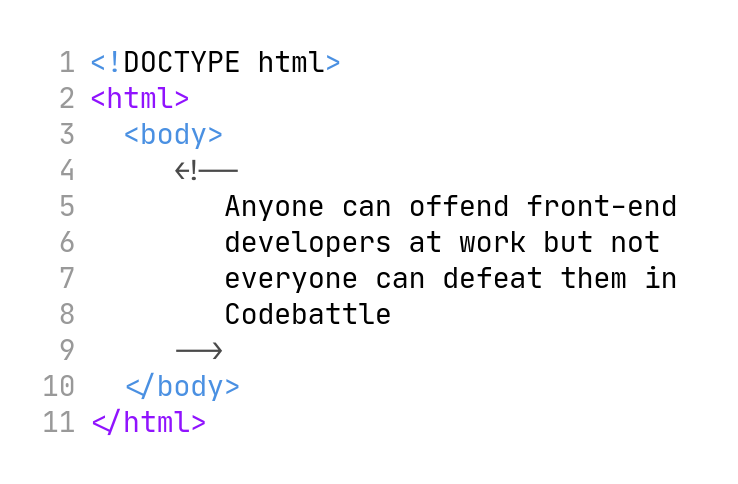 1 <!DOCTYPE html>
2 <html>
3 <body>
4 <!--
5 Anyone can offend front-end
6 developers at work but not
7 everyone can defeat them in
8 Codebattle
9 -->
10 </body>
11 </html>